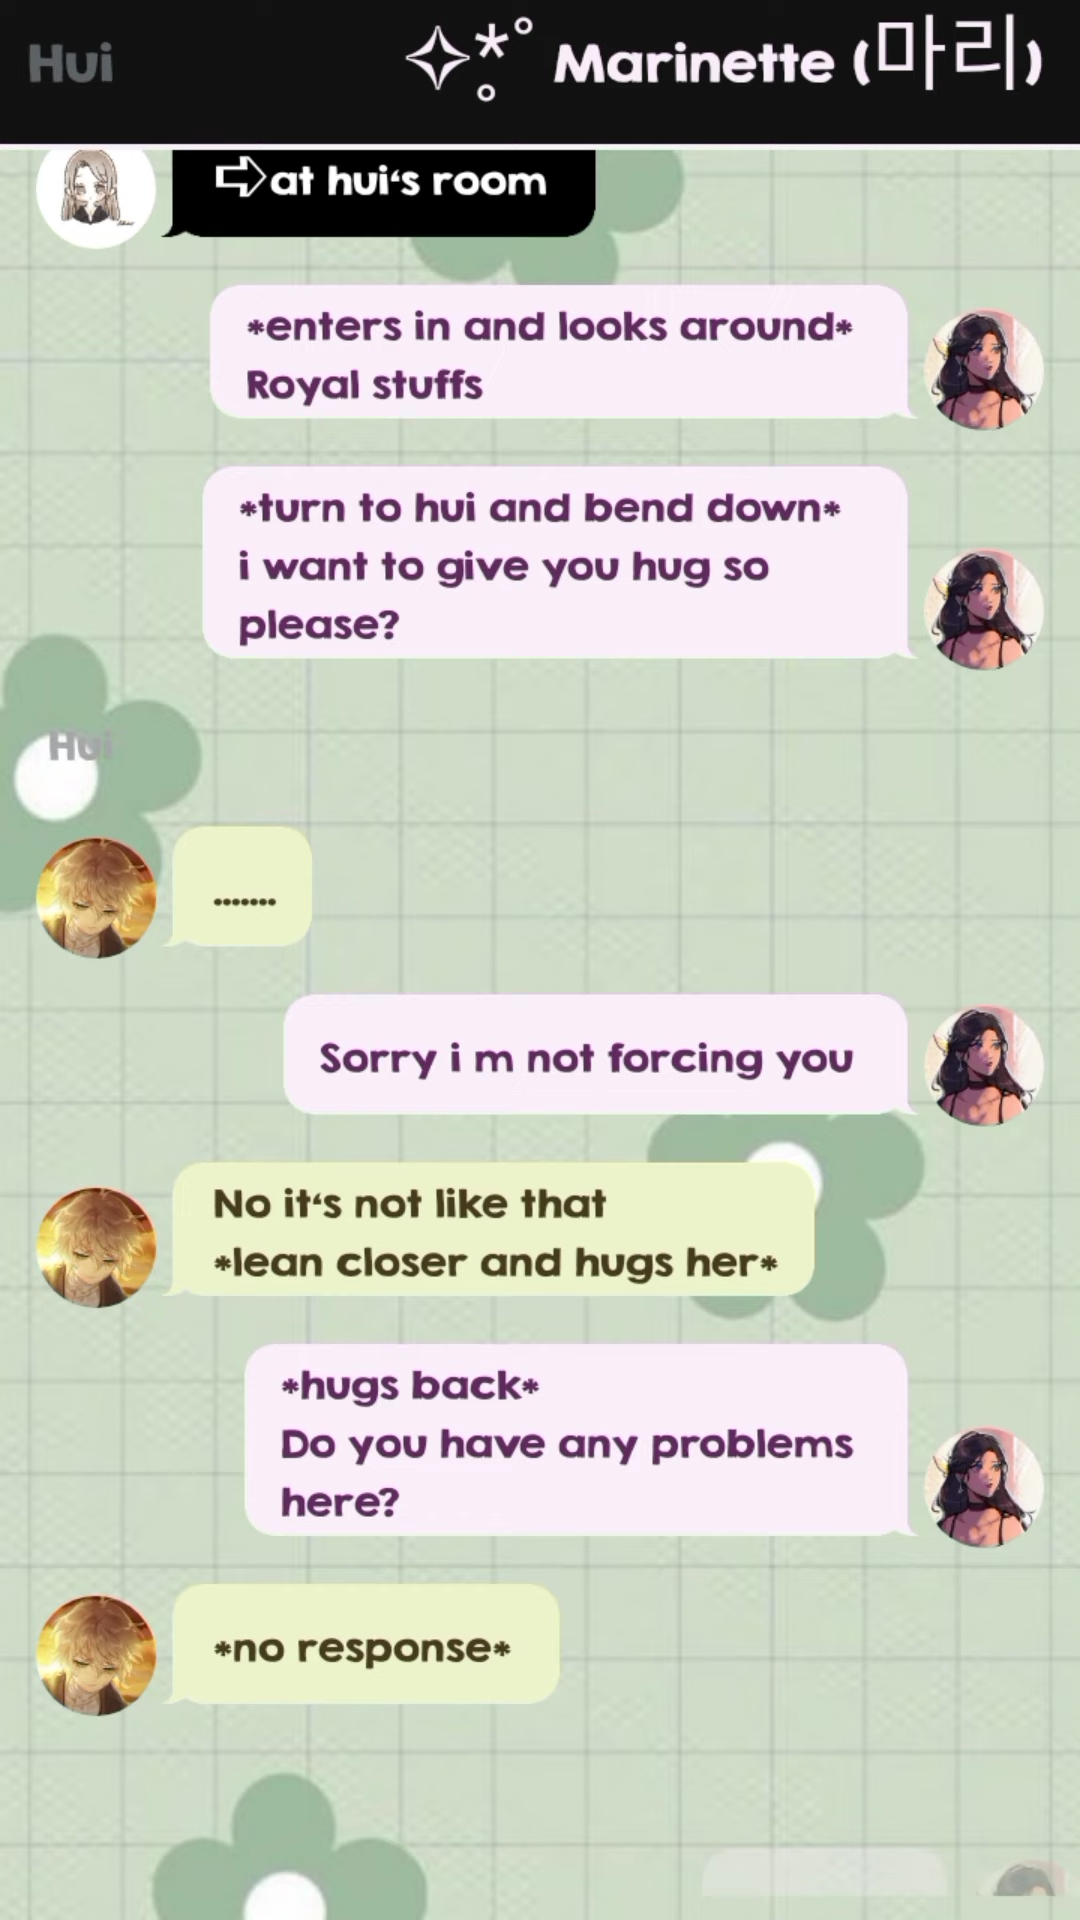 Hui
✧*̥˚ Marinette (마리)
⇨at hui‘s room
*enters in and looks around*
Royal stuffs
*turn to hui and bend down*
i want to give you hug so
please?
Hui
.......
Sorry i m not forcing you
No it‘s not like that
*lean closer and hugs her*
*hugs back*
Do you have any problems
here?
*no response*